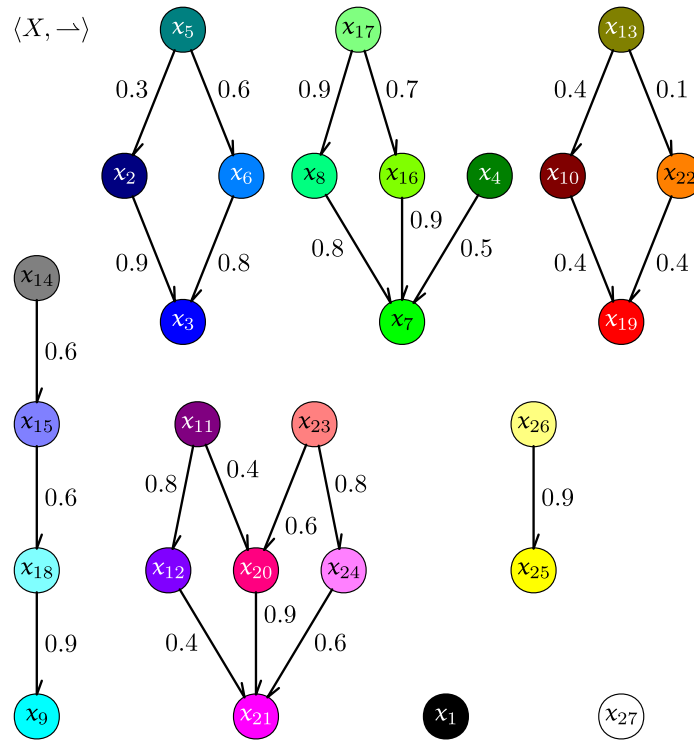 ⟨X, ⇀⟩
x₅ x₁₇ x₁₃
0.3 0.6 0.9 0.7 0.4 0.1
x₂ x₆ x₈ x₁₆ x₄ x₁₀ x₂₂
0.9 0.8 0.8 0.9 0.5 0.4 0.4
x₁₄
x₃ x₇ x₁₉
0.6
x₁₅ x₁₁ x₂₃ x₂₆
0.6 0.8 0.4 0.6 0.8 0.9
x₁₈ x₁₂ x₂₀ x₂₄ x₂₅
0.9 0.4 0.9 0.6
x₉ x₂₁ x₁ x₂₇